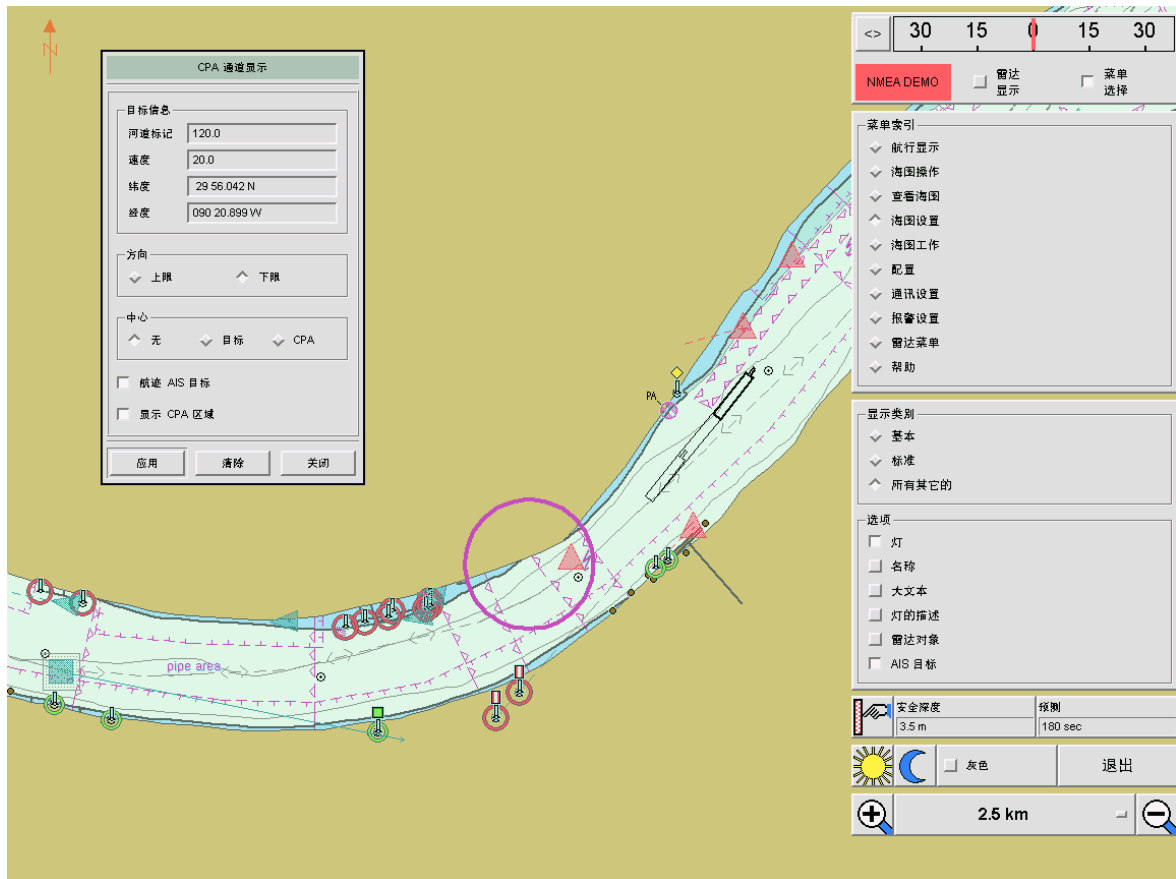 N
CPA 通道显示
目标信息
河道标记 120.0
速度 20.0
纬度 29 56.042 N
经度 090 20.899 W
方向
上限 下限
中心
无 目标 CPA
航迹 AIS 目标
显示 CPA 区域
应用 清除 关闭
PA
pipe area
<> 30 15 0 15 30
NMEA DEMO 雷达显示 菜单选择
菜单索引
航行显示
海图操作
查看海图
海图设置
海图工作
配置
通讯设置
报警设置
雷达菜单
帮助
显示类别
基本
标准
所有其它的
选项
灯
名称
大文本
灯的描述
雷达对象
AIS 目标
安全深度 预测
3.5 m 180 sec
灰色 退出
2.5 km